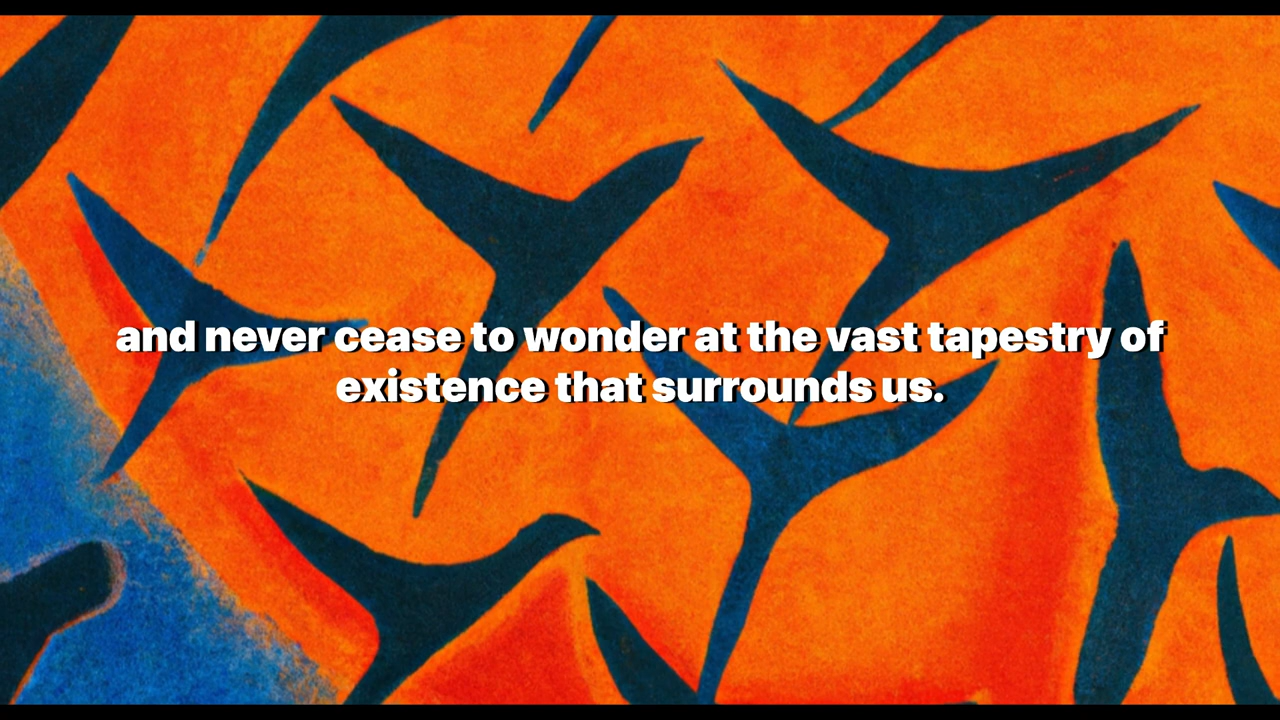 and never cease to wonder at the vast tapestry of
existence that surrounds us.